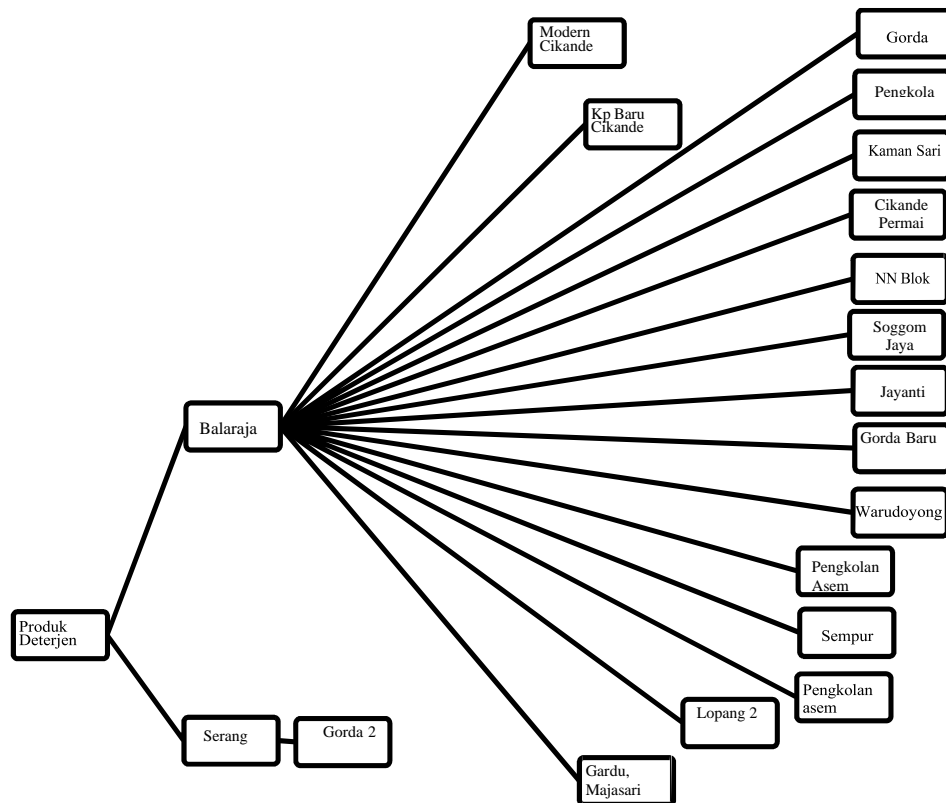 Modern
Cikande
Kp Baru
Cikande
Gorda
Pengkola
Kaman Sari
Cikande
Permai
NN Blok
Soggom
Jaya
Jayanti
Gorda Baru
Warudoyong
Pengkolan
Asem
Sempur
Pengkolan
asem
Lopang 2
Gardu,
Majasari
Balaraja
Produk
Deterjen
Serang
Gorda 2